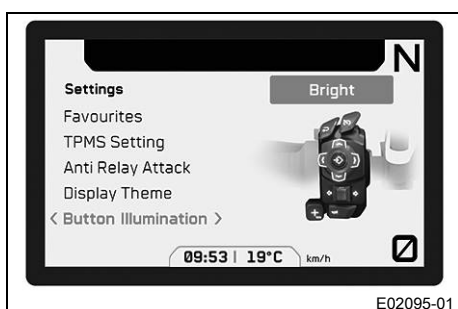 N
Settings
Bright
Favourites
TPMS Setting
Anti Relay Attack
Display Theme
< Button Illumination >
09:53 | 19°C km/h
0
E02095-01